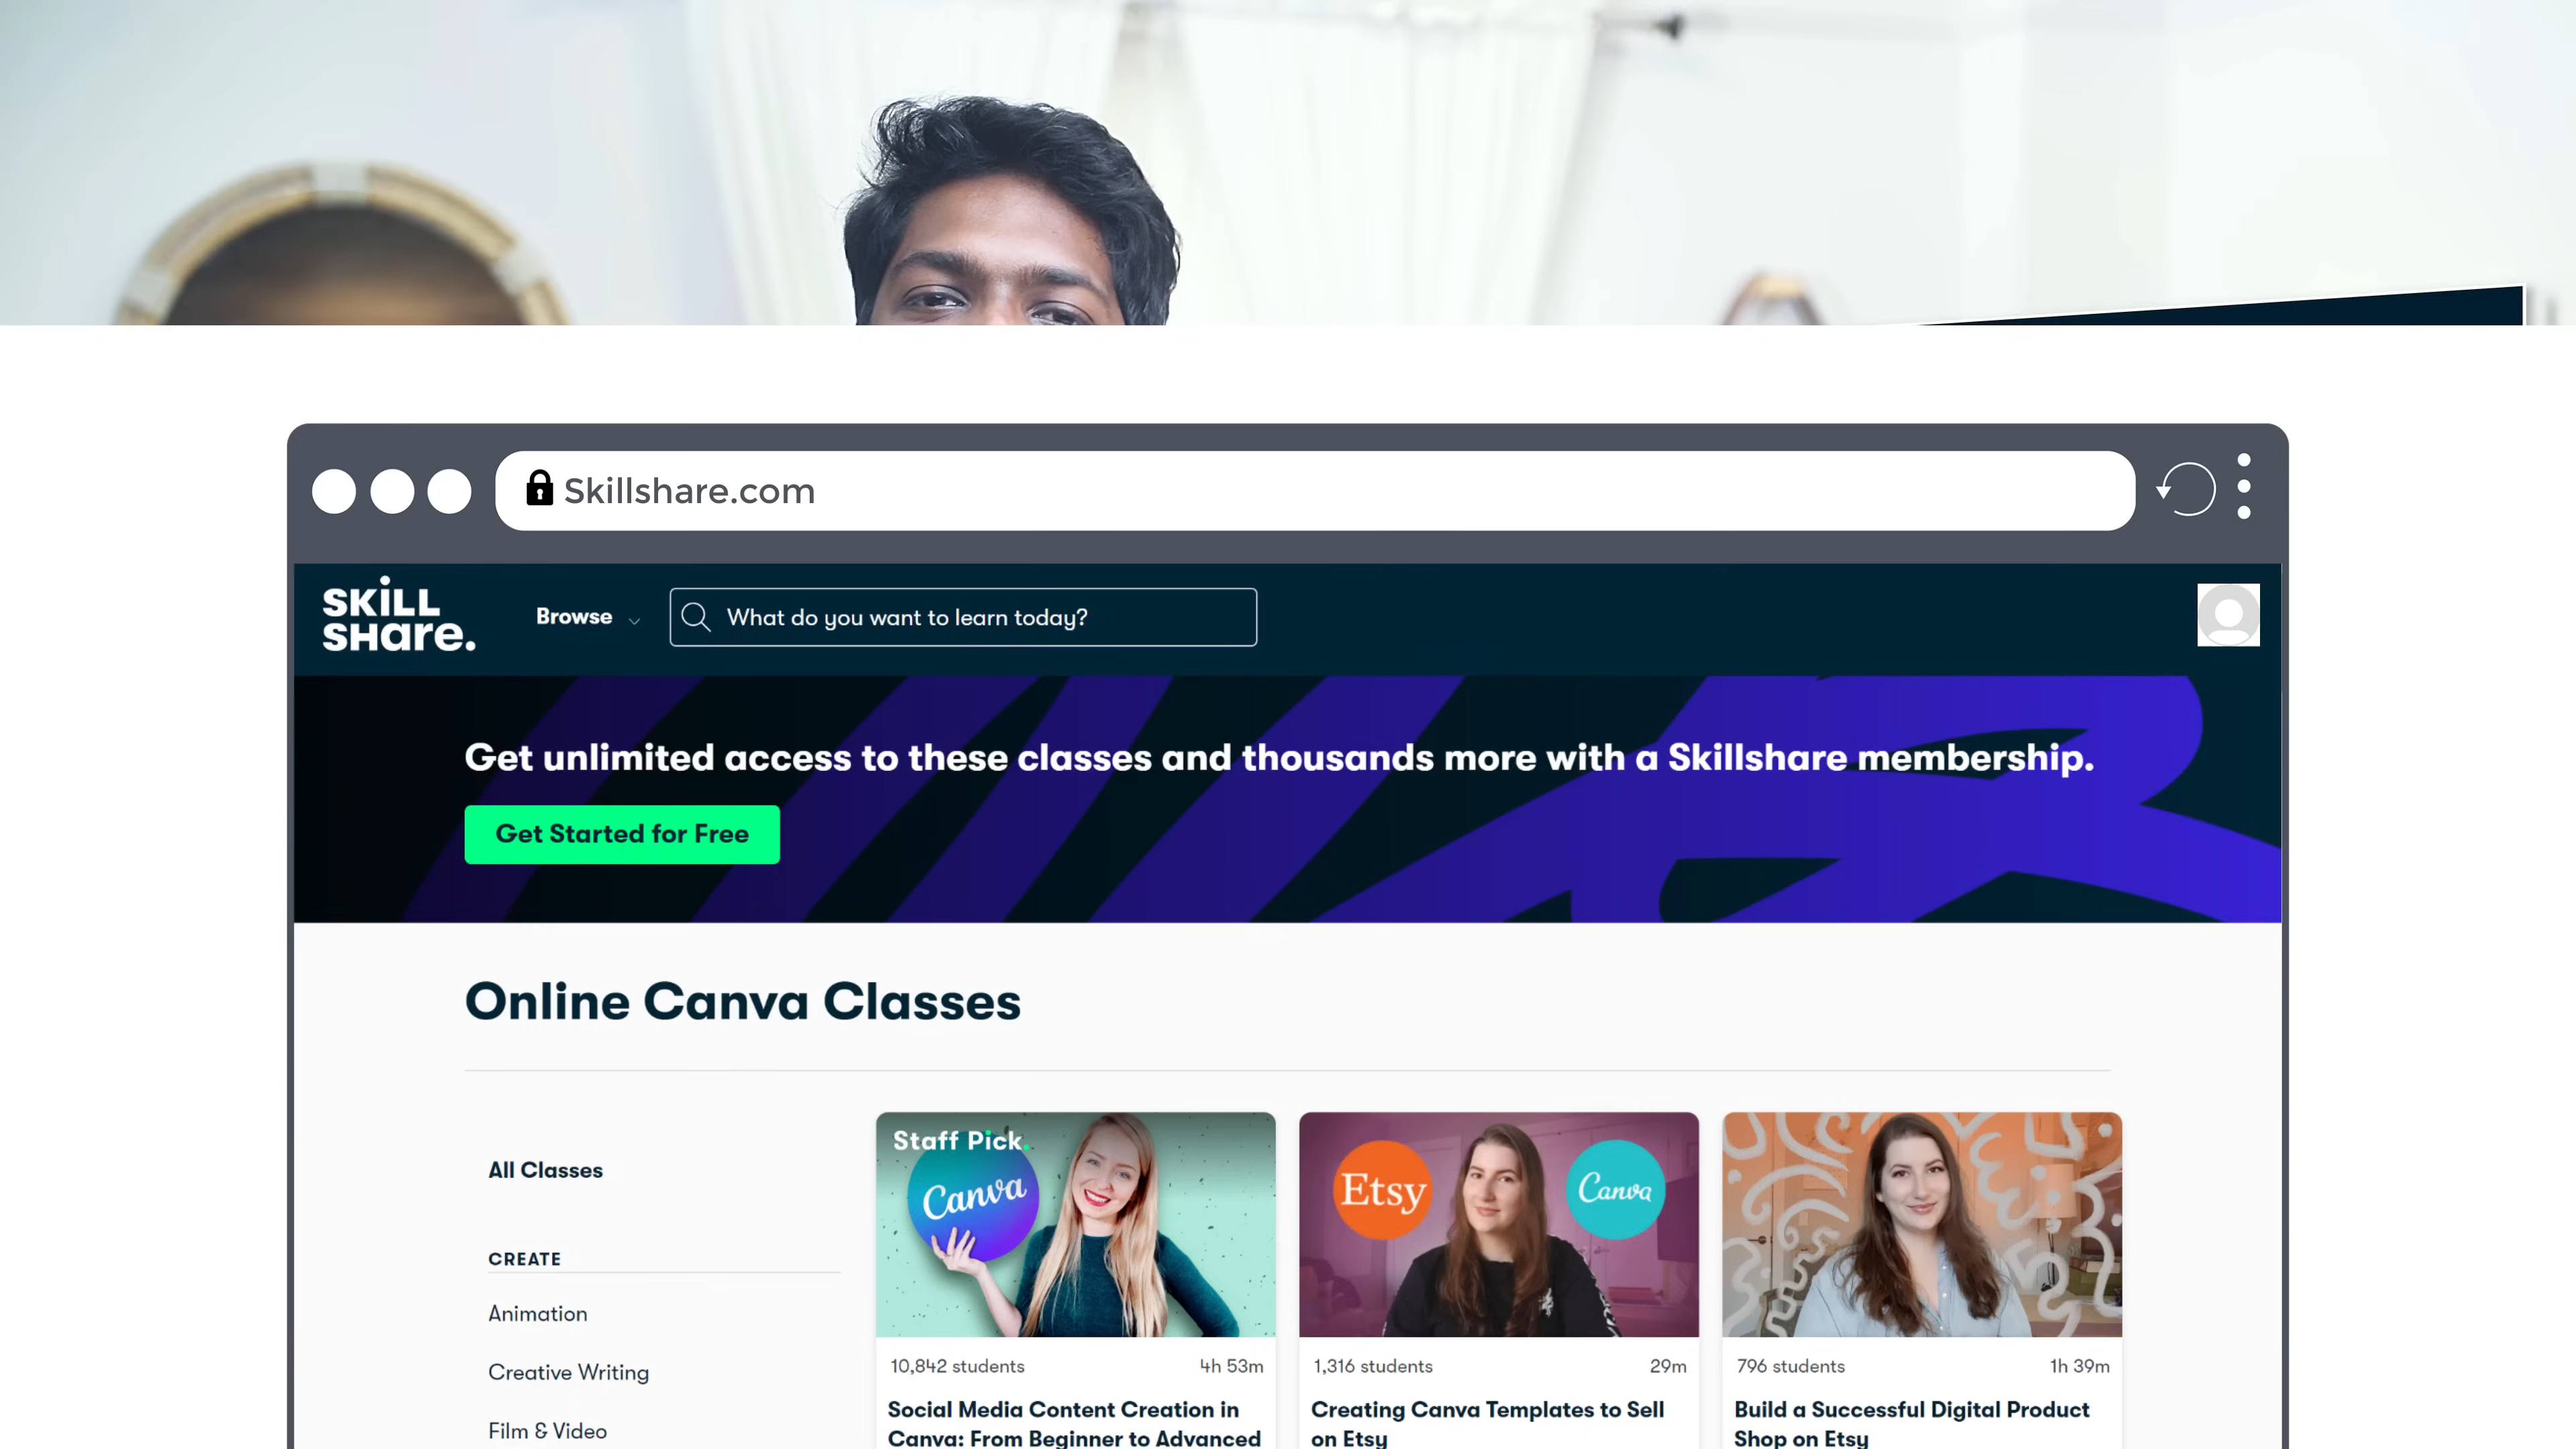 Skillshare.com
SKiLL
SHare.
Browse
What do you want to learn today?
Get unlimited access to these classes and thousands more with a Skillshare membership.
Get Started for Free
Online Canva Classes
All Classes
CREATE
Animation
Creative Writing
Film & Video
Staff Pick.
Canva
10,842 students
4h 53m
Social Media Content Creation in
Canva: From Beginner to Advanced
Etsy
Canva
1,316 students
29m
Creating Canva Templates to Sell
on Etsy
796 students
1h 39m
Build a Successful Digital Product
Shop on Etsy